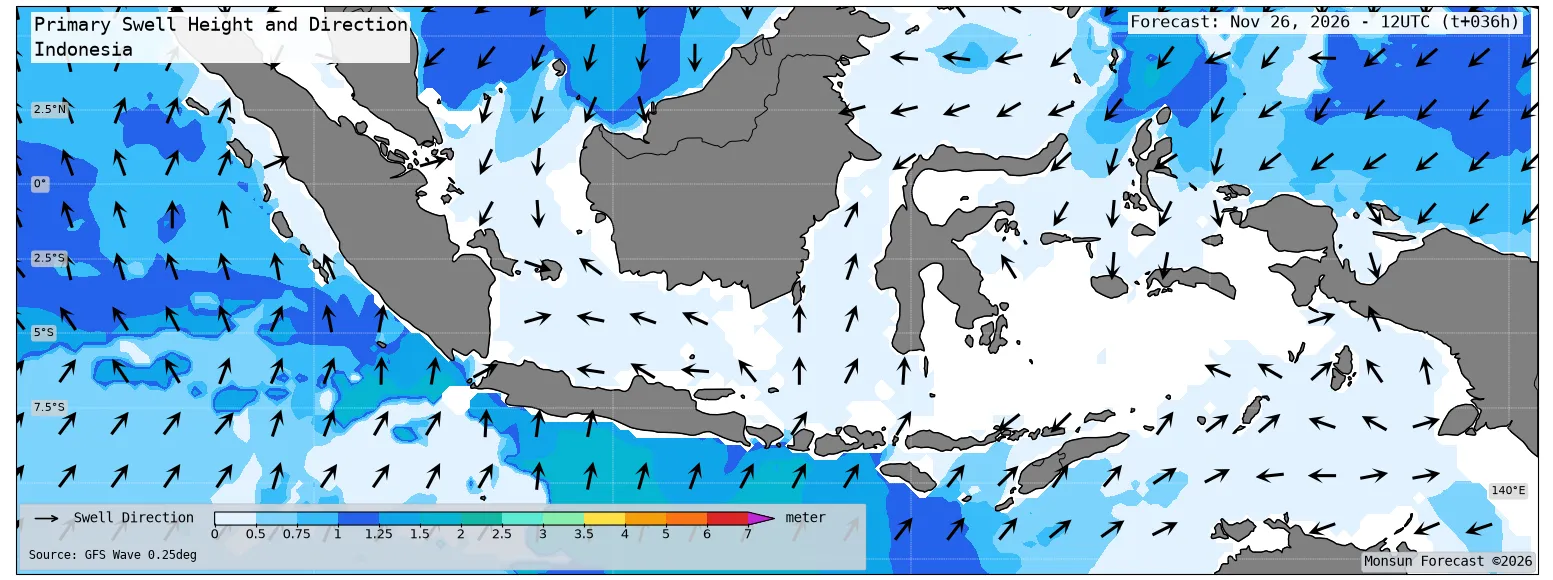 Primary Swell Height and Direction
Indonesia
Forecast: Nov 26, 2026 - 12UTC (t+036h)
2.5°N
0°
2.5°S
5°S
7.5°S
140°E
Swell Direction
0 0.5 0.75 1 1.25 1.5 2 2.5 3 3.5 4 5 6 7
meter
Source: GFS Wave 0.25deg
Monsun Forecast ©2026